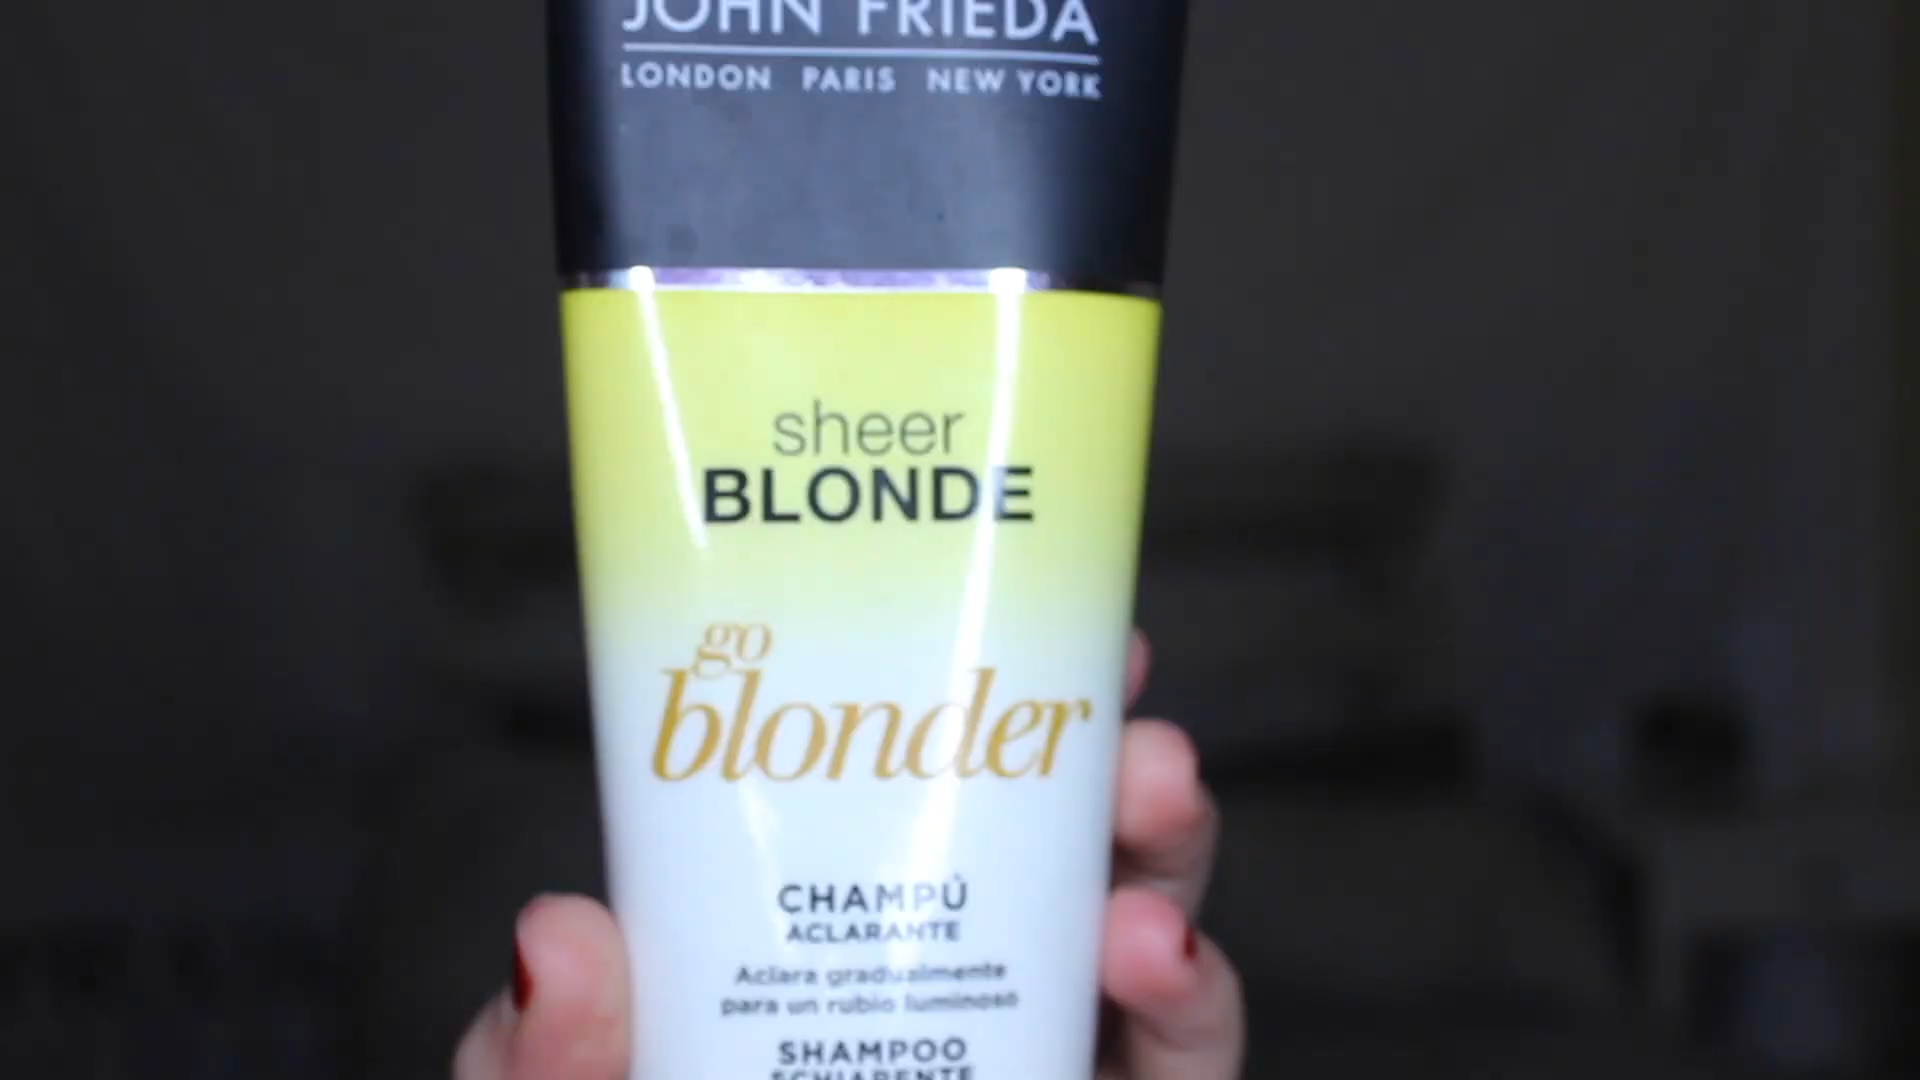 JOHN FRIEDA
LONDON PARIS NEW YORK
sheer
BLONDE
go
blonder
CHAMPÚ
ACLARANTE
Aclara gradualmente
para un rubio luminoso
SHAMPOO
SCHIARENTE